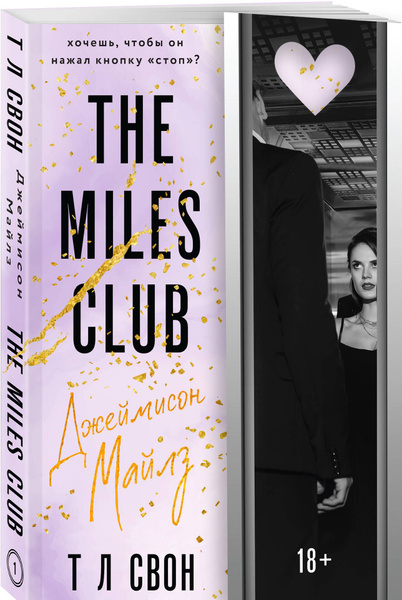 хочешь, чтобы он
нажал кнопку «стоп»?
THE
MILES
CLUB
Джеймисон
Майлз
Т Л СВОН
18+
Т Л СВОН
Джеймисон
Майлз
THE MILES CLUB
1